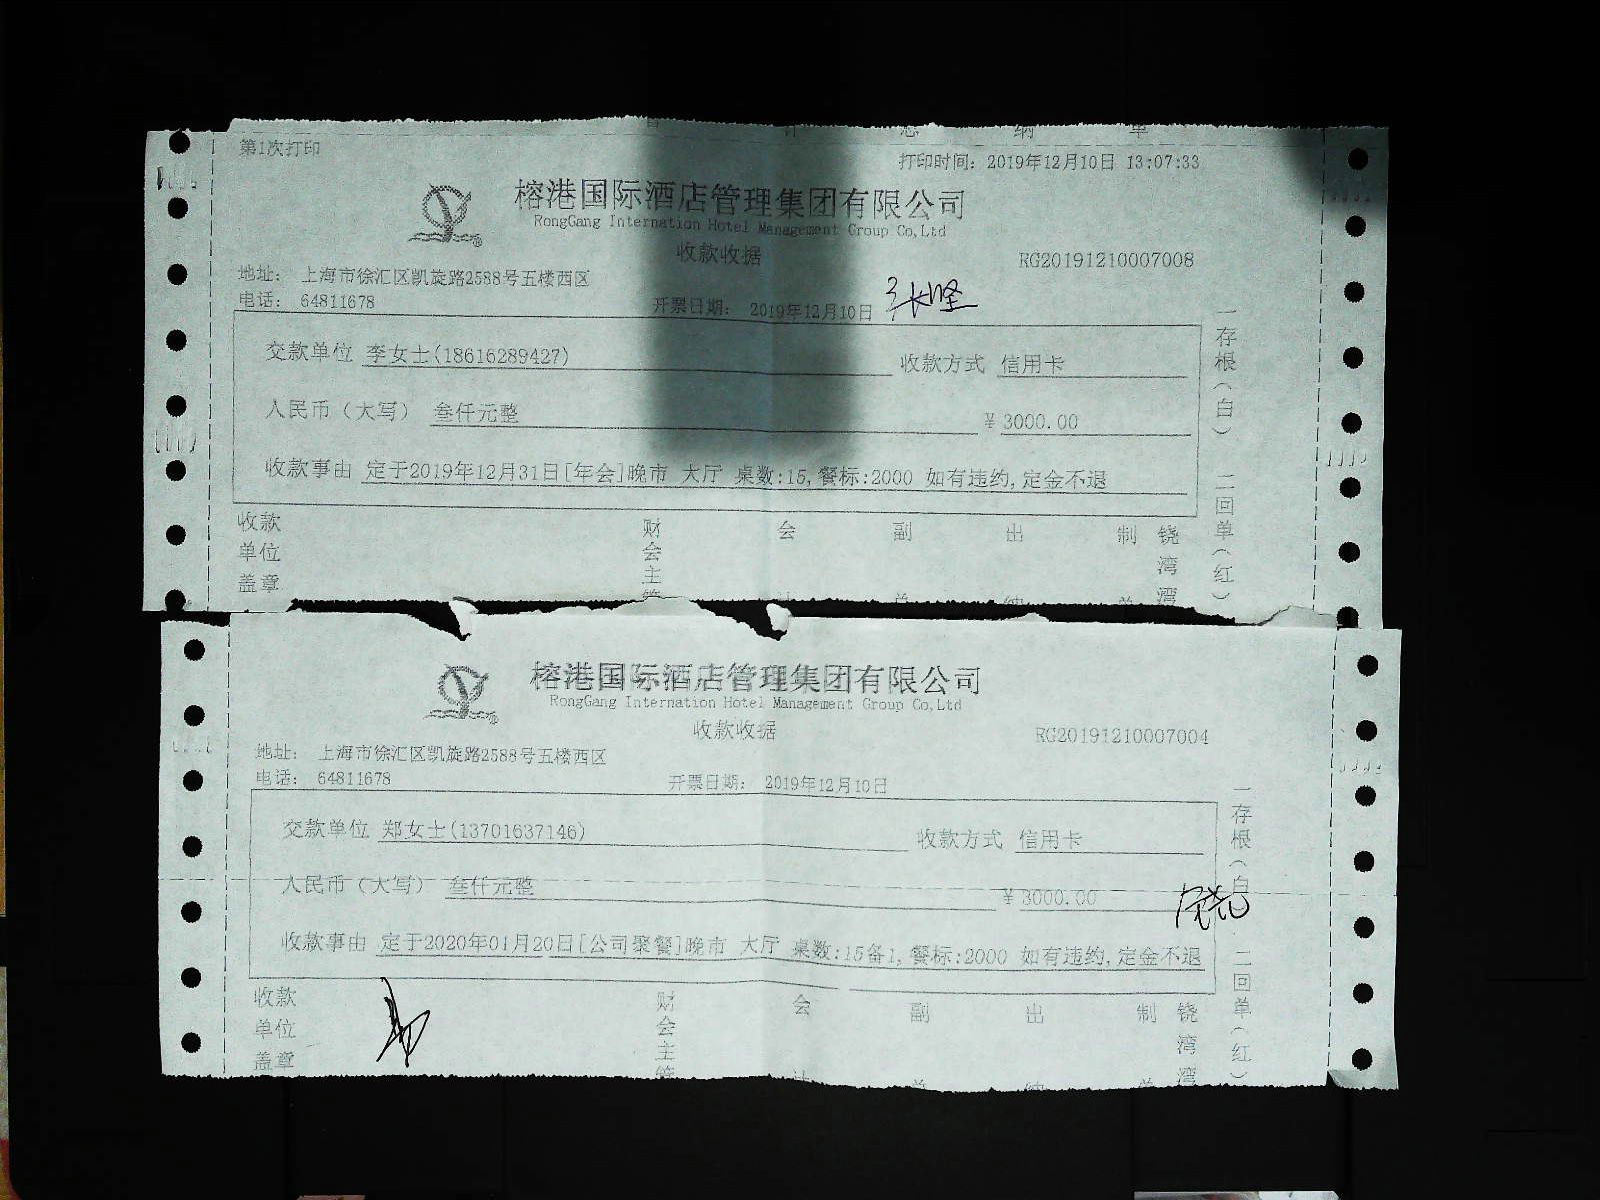 第1次打印
打印时间: 2019年12月10日 13:07:33
榕港国际酒店管理集团有限公司
RongGang Internation Hotel Management Group Co,Ltd
收款收据
RG20191210007008
地址: 上海市徐汇区凯旋路2588号五楼西区
电话: 64811678
开票日期: 2019年12月10日
交款单位 李女士(18616289427)
收款方式 信用卡
人民币（大写） 叁仟元整
¥ 3000.00
收款事由 定于2019年12月31日[年会]晚市 大厅 桌数:15,餐标:2000 如有违约,定金不退
收款单位盖章
财会主管
会
副
出
制
饶湾湾
一存根(白) 二回单(红)
榕港国际酒店管理集团有限公司
RongGang Internation Hotel Management Group Co,Ltd
收款收据
RG20191210007004
地址: 上海市徐汇区凯旋路2588号五楼西区
电话: 64811678
开票日期: 2019年12月10日
交款单位 郑女士(13701637146)
收款方式 信用卡
人民币（大写） 叁仟元整
¥ 3000.00
收款事由 定于2020年01月20日[公司聚餐]晚市 大厅 桌数:15备1,餐标:2000 如有违约,定金不退
收款单位盖章
财会主管
会
副
出
制
饶湾湾
一存根(白) 二回单(红)